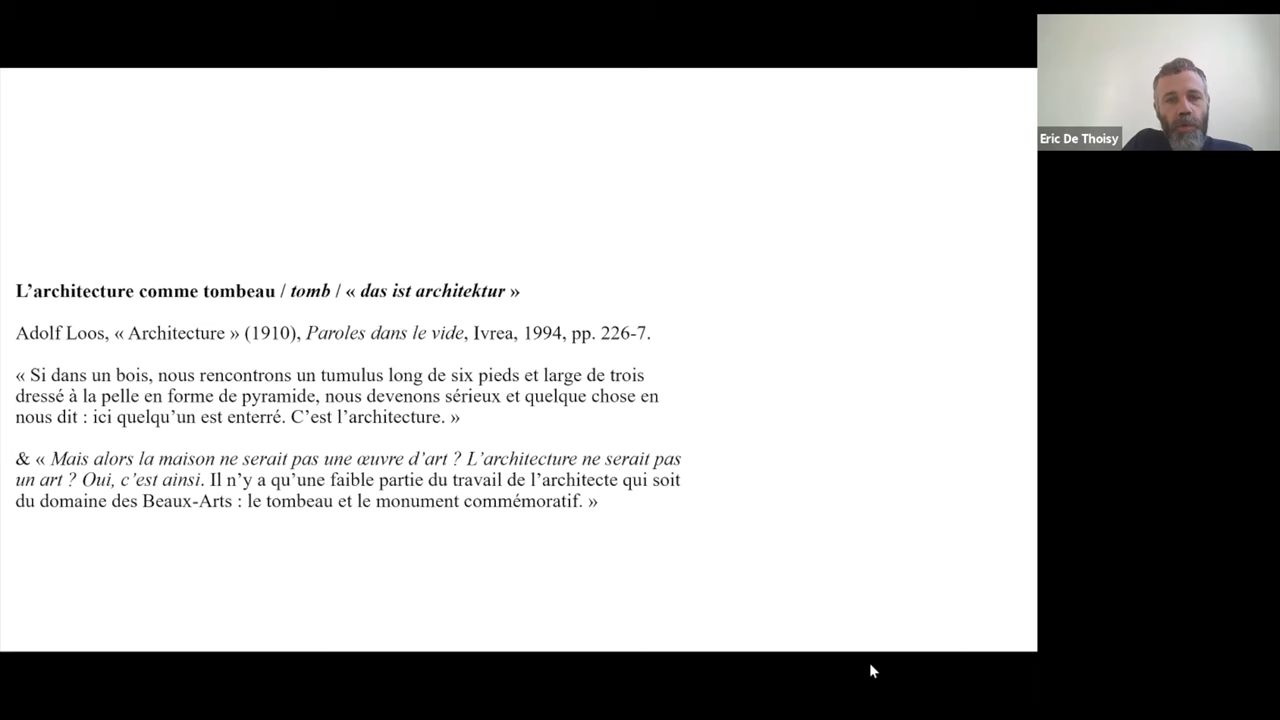 L’architecture comme tombeau / tomb / « das ist architektur »
Adolf Loos, « Architecture » (1910), Paroles dans le vide, Ivrea, 1994, pp. 226-7.
« Si dans un bois, nous rencontrons un tumulus long de six pieds et large de trois
dressé à la pelle en forme de pyramide, nous devenons sérieux et quelque chose en
nous dit : ici quelqu’un est enterré. C’est l’architecture. »
& « Mais alors la maison ne serait pas une œuvre d’art ? L’architecture ne serait pas
un art ? Oui, c’est ainsi. Il n’y a qu’une faible partie du travail de l’architecte qui soit
du domaine des Beaux-Arts : le tombeau et le monument commémoratif. »
Eric De Thoisy